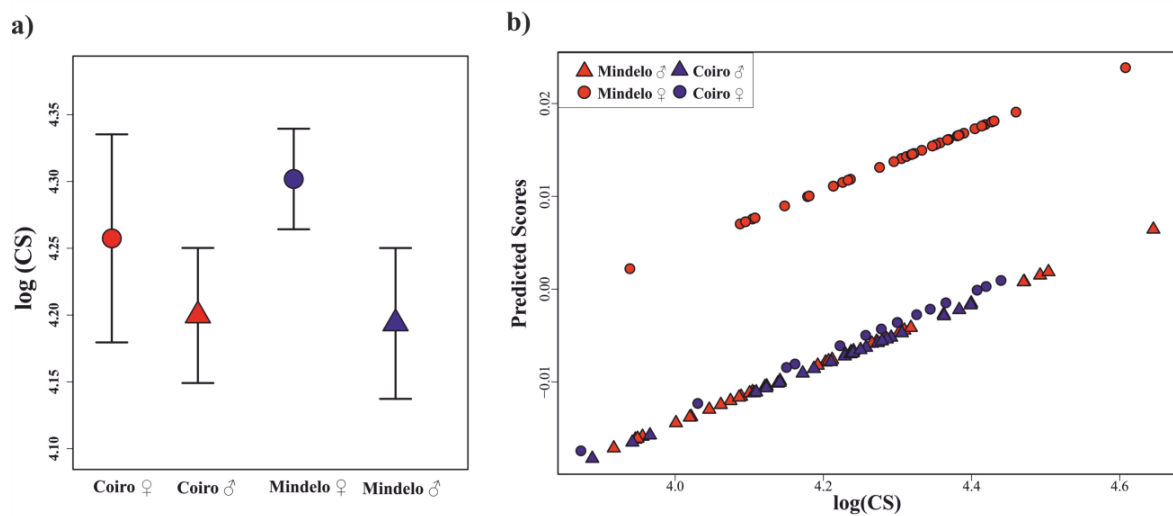 a)
log (CS)
4.35
4.30
4.25
4.20
4.15
4.10
Coiro ♀
Coiro ♂
Mindelo ♀
Mindelo ♂
b)
Mindelo ♂ Coiro ♂
Mindelo ♀ Coiro ♀
Predicted Scores
0.02
0.01
0.00
−0.01
4.0
4.2
4.4
4.6
log(CS)